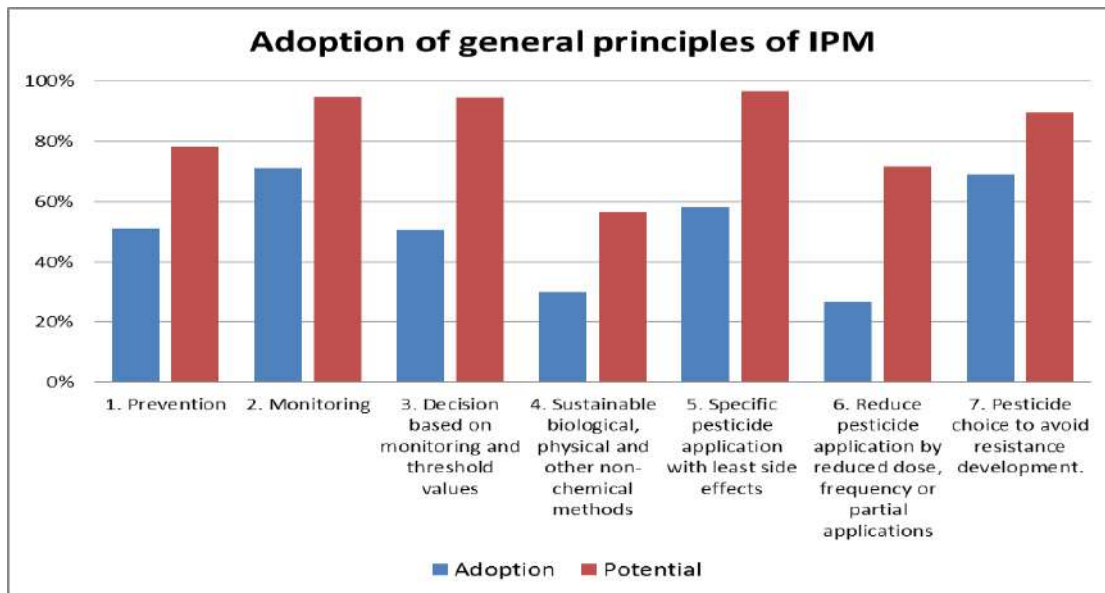 Adoption of general principles of IPM
100%
80%
60%
40%
20%
0%
1. Prevention
2. Monitoring
3. Decision
based on
monitoring and
threshold
values
4. Sustainable
biological,
physical and
other non-
chemical
methods
5. Specific
pesticide
application
with least side
effects
6. Reduce
pesticide
application by
reduced dose,
frequency or
partial
applications
7. Pesticide
choice to avoid
resistance
development.
Adoption
Potential